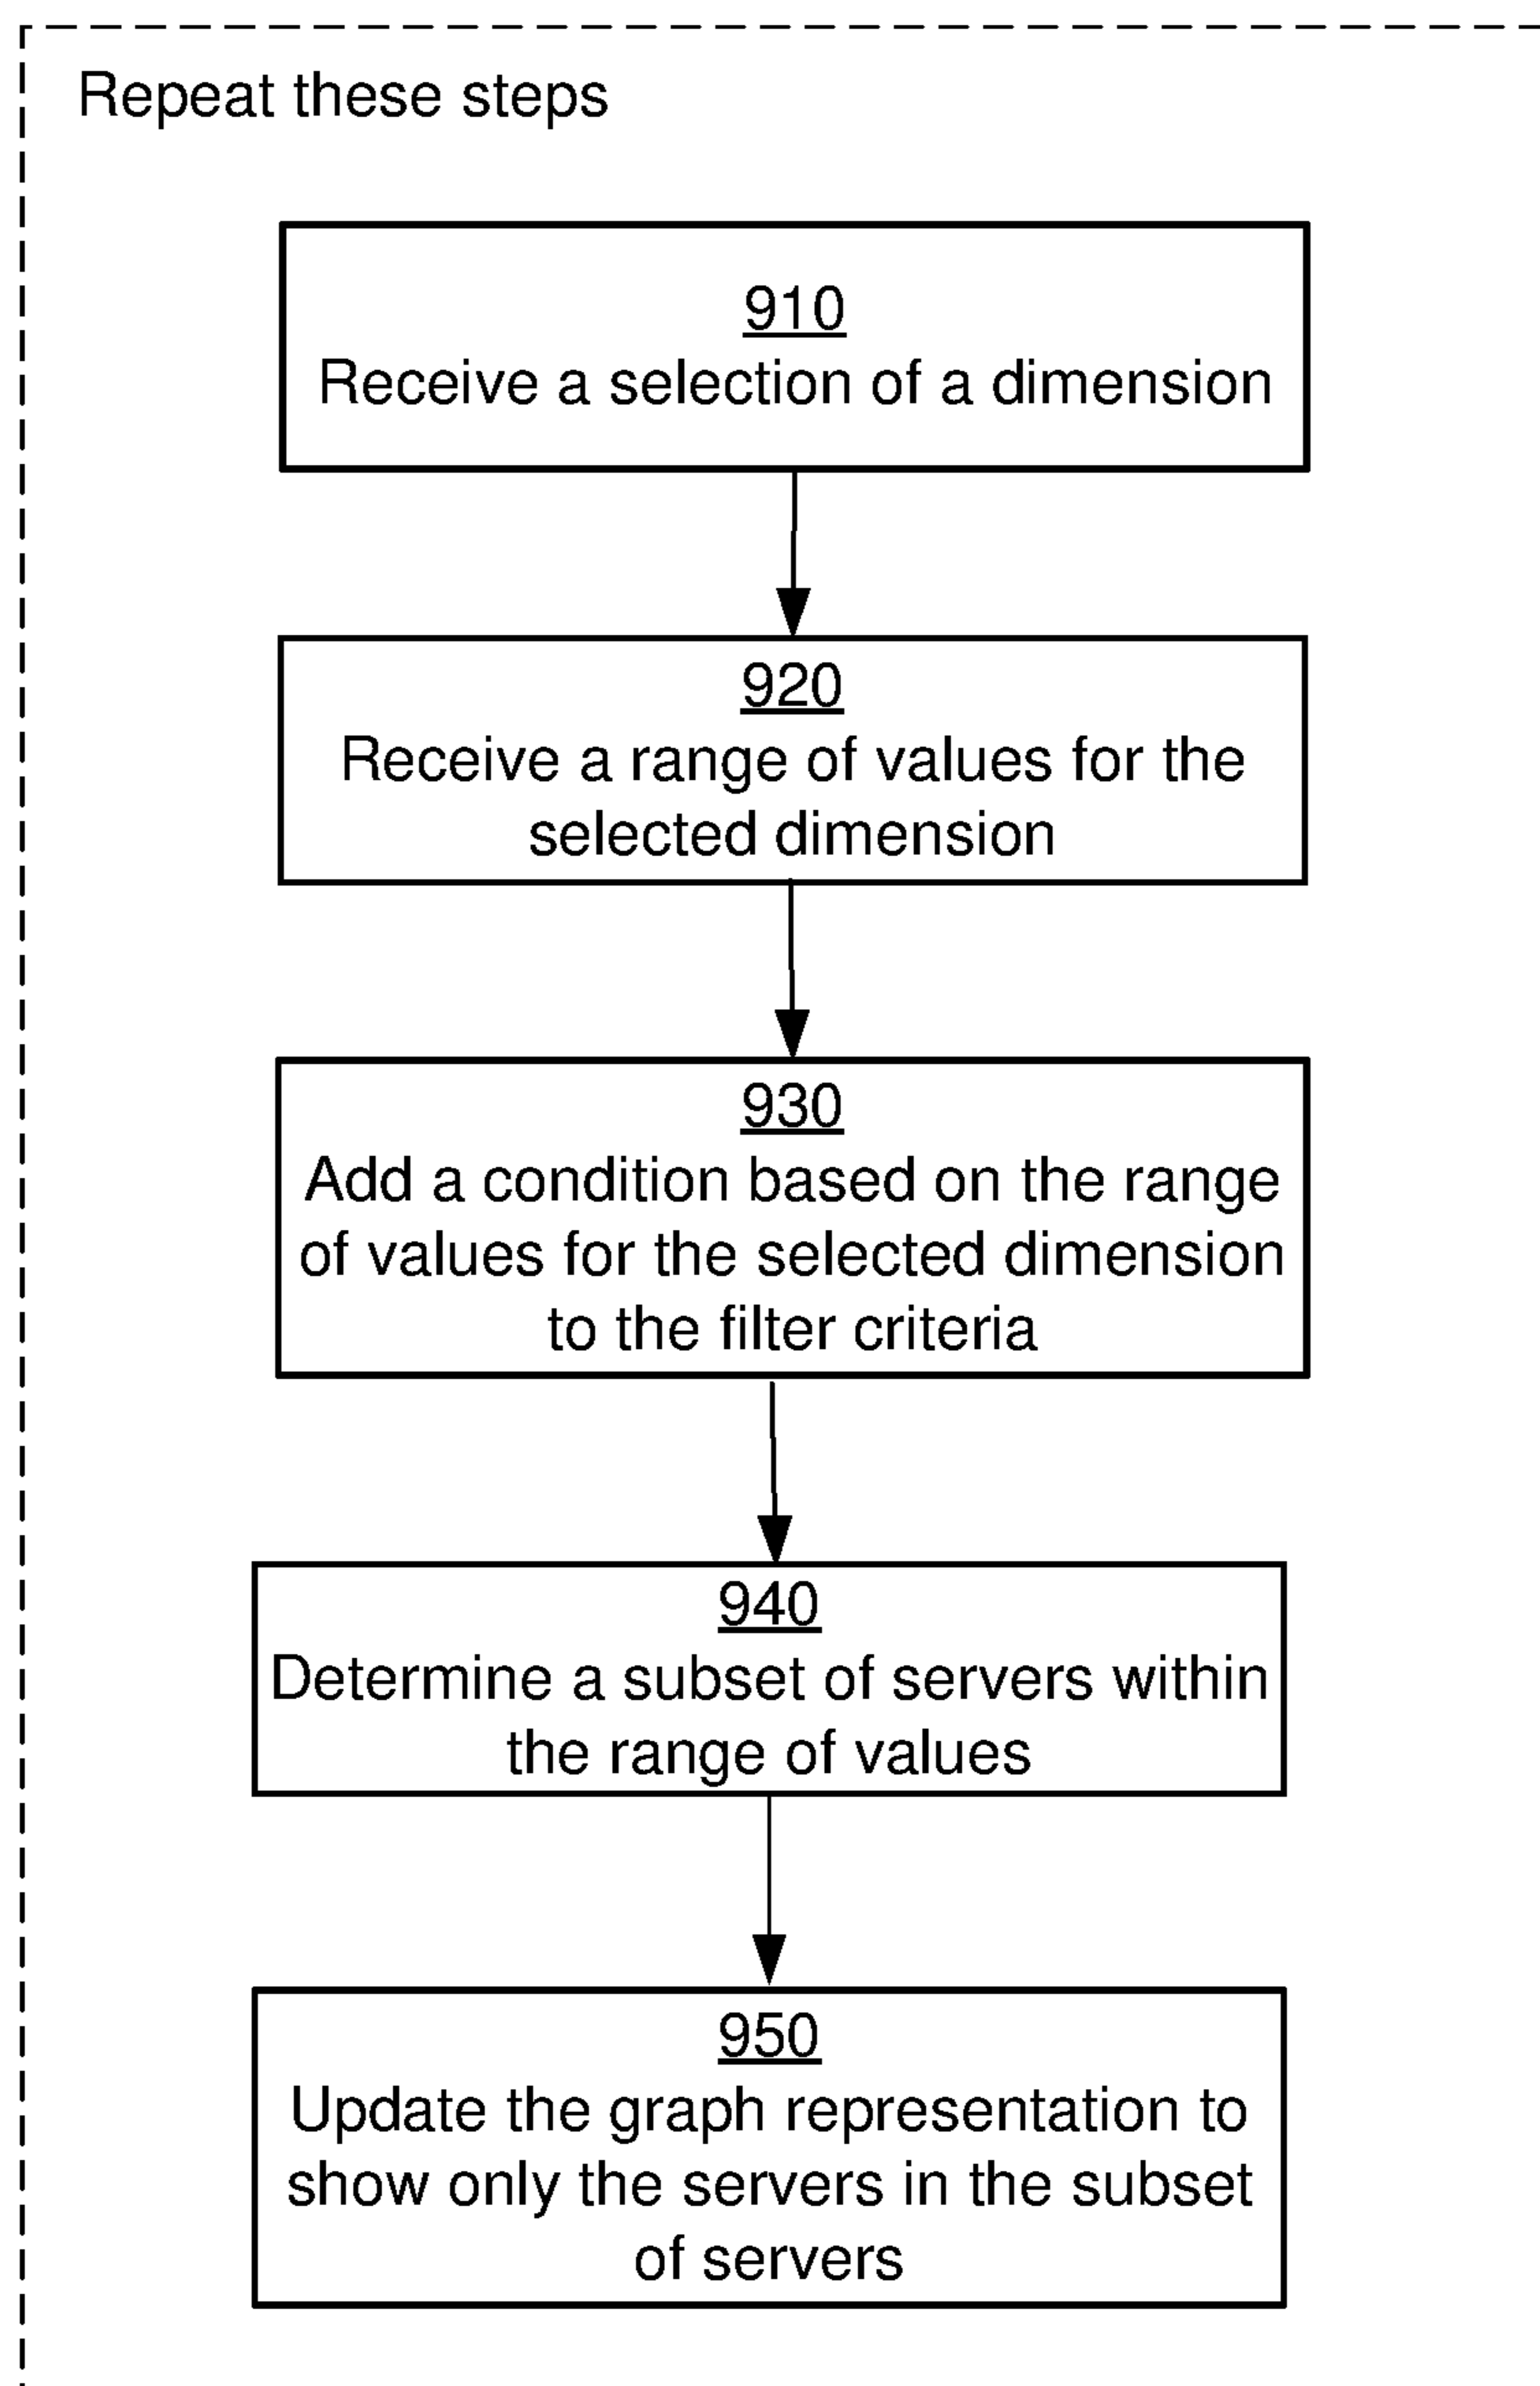 Repeat these steps
910
Receive a selection of a dimension
920
Receive a range of values for the
selected dimension
930
Add a condition based on the range
of values for the selected dimension
to the filter criteria
940
Determine a subset of servers within
the range of values
950
Update the graph representation to
show only the servers in the subset
of servers